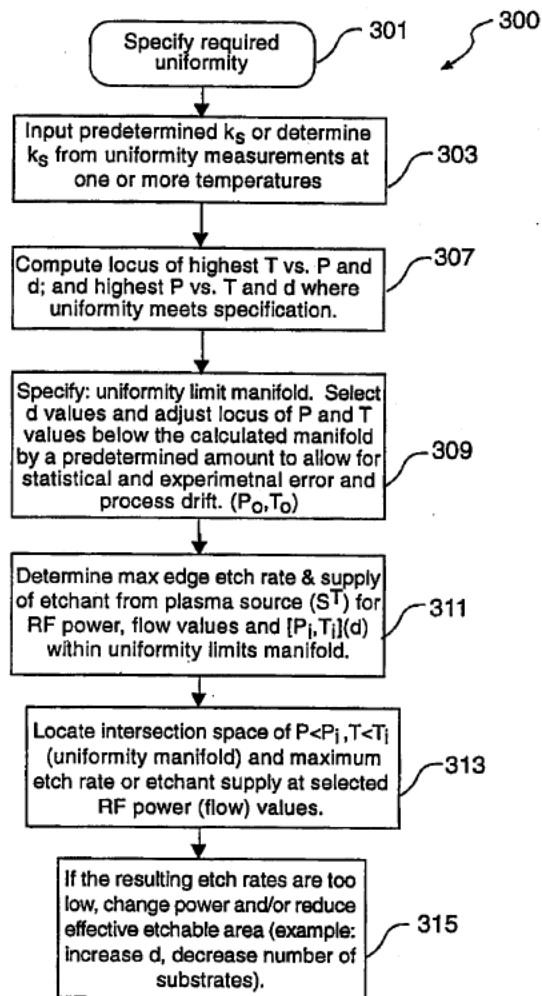 300
Specify required
uniformity
301
Input predetermined kS or determine
kS from uniformity measurements at
one or more temperatures
303
Compute locus of highest T vs. P and
d; and highest P vs. T and d where
uniformity meets specification.
307
Specify: uniformity limit manifold. Select
d values and adjust locus of P and T
values below the calculated manifold
by a predetermined amount to allow for
statistical and experimetnal error and
process drift. (Po,To)
309
Determine max edge etch rate & supply
of etchant from plasma source (ST) for
RF power, flow values and [Pi,Ti](d)
within uniformity limits manifold.
311
Locate intersection space of P<Pi,T<Ti
(uniformity manifold) and maximum
etch rate or etchant supply at selected
RF power (flow) values.
313
If the resulting etch rates are too
low, change power and/or reduce
effective etchable area (example:
increase d, decrease number of
substrates).
315